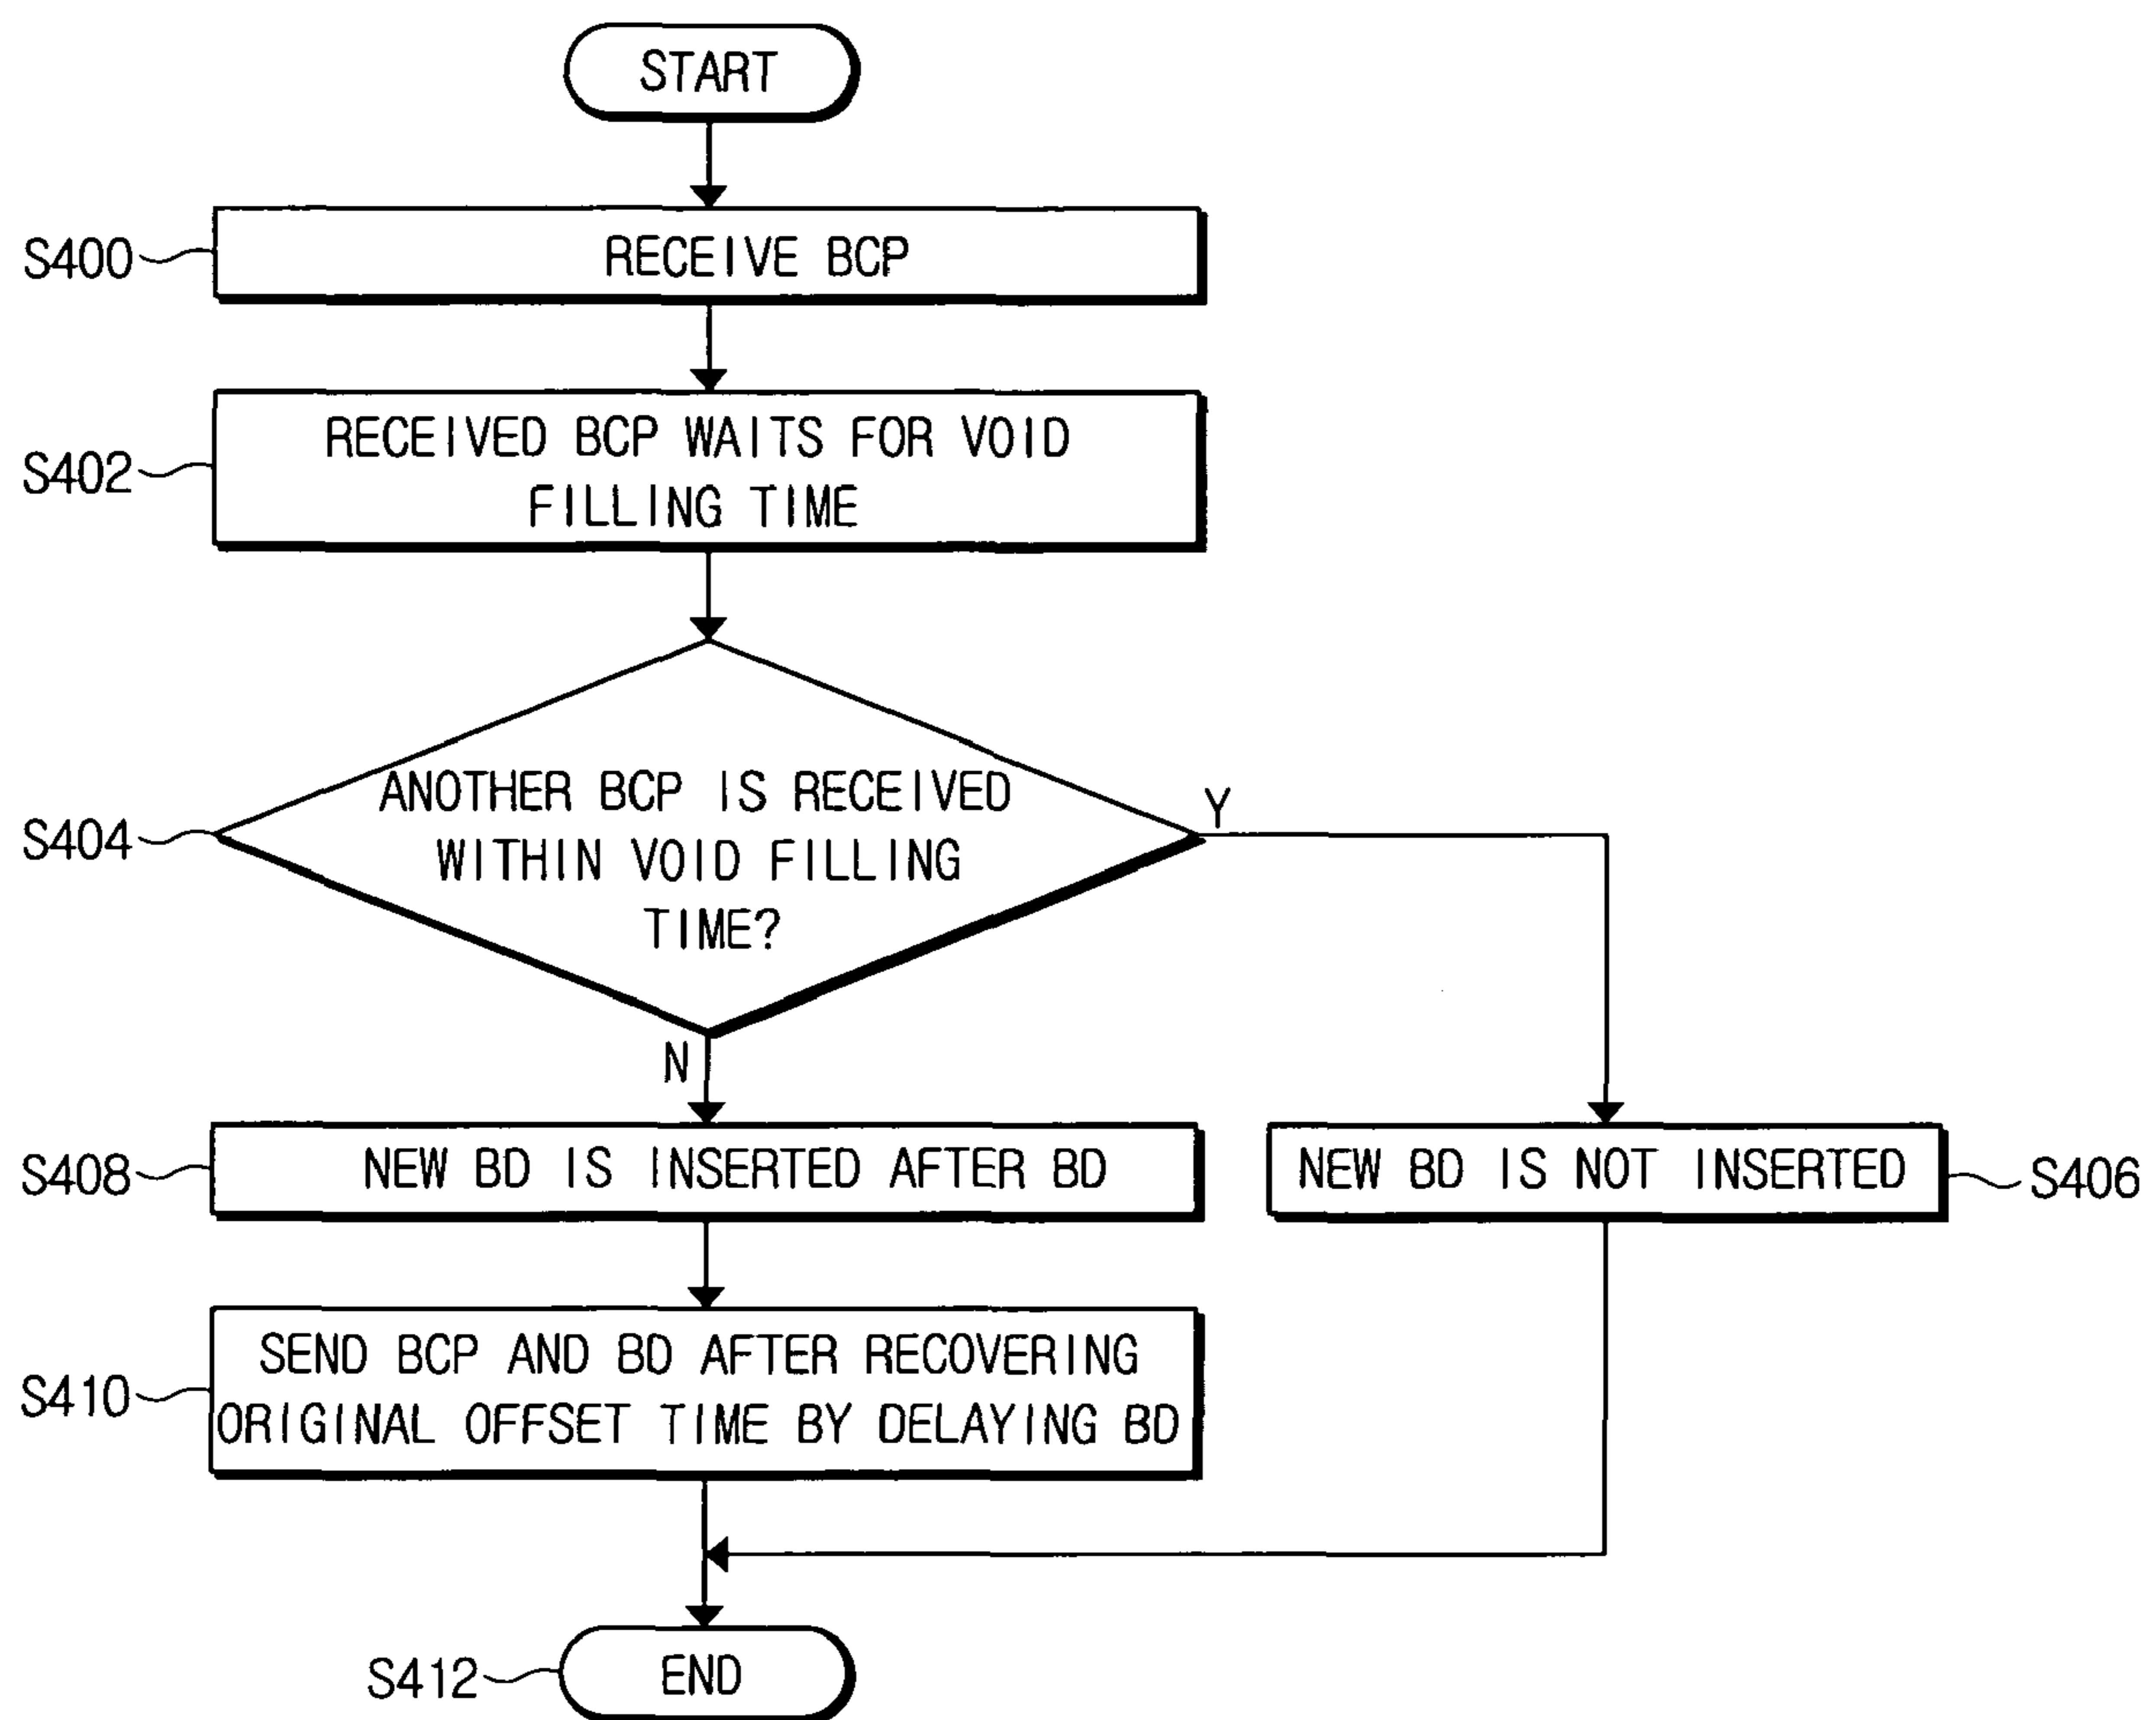 START
S400
RECEIVE BCP
S402
RECEIVED BCP WAITS FOR VOID
FILLING TIME
S404
ANOTHER BCP IS RECEIVED
WITHIN VOID FILLING
TIME?
Y
N
S408
NEW BD IS INSERTED AFTER BD
NEW BD IS NOT INSERTED
S406
S410
SEND BCP AND BD AFTER RECOVERING
ORIGINAL OFFSET TIME BY DELAYING BD
S412
END